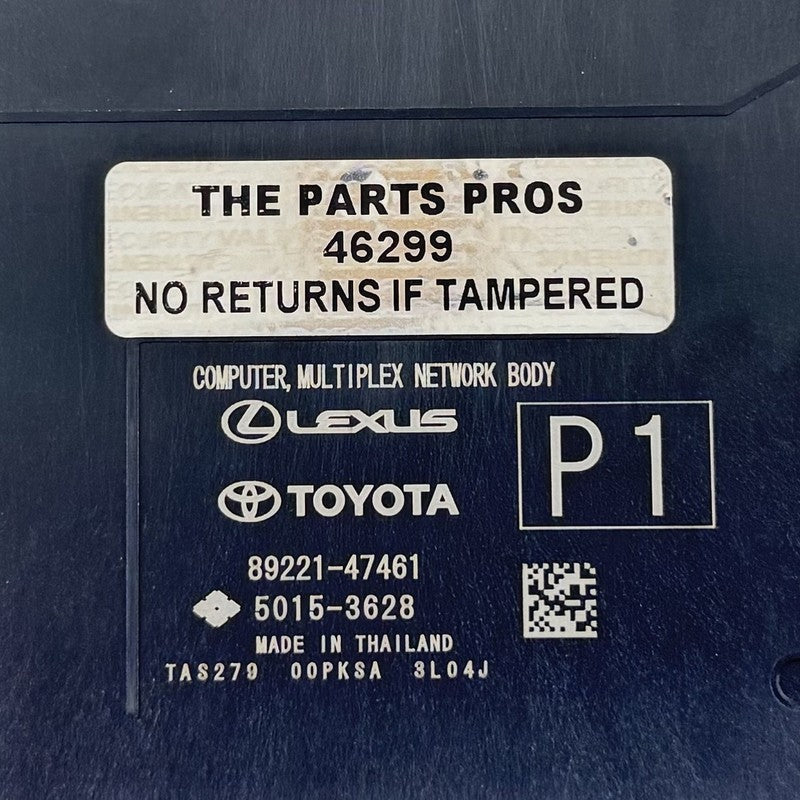 THE PARTS PROS
46299
NO RETURNS IF TAMPERED
COMPUTER, MULTIPLEX NETWORK BODY
LEXUS
P1
TOYOTA
89221-47461
5015-3628
MADE IN THAILAND
TAS279 00PKSA 3L04J